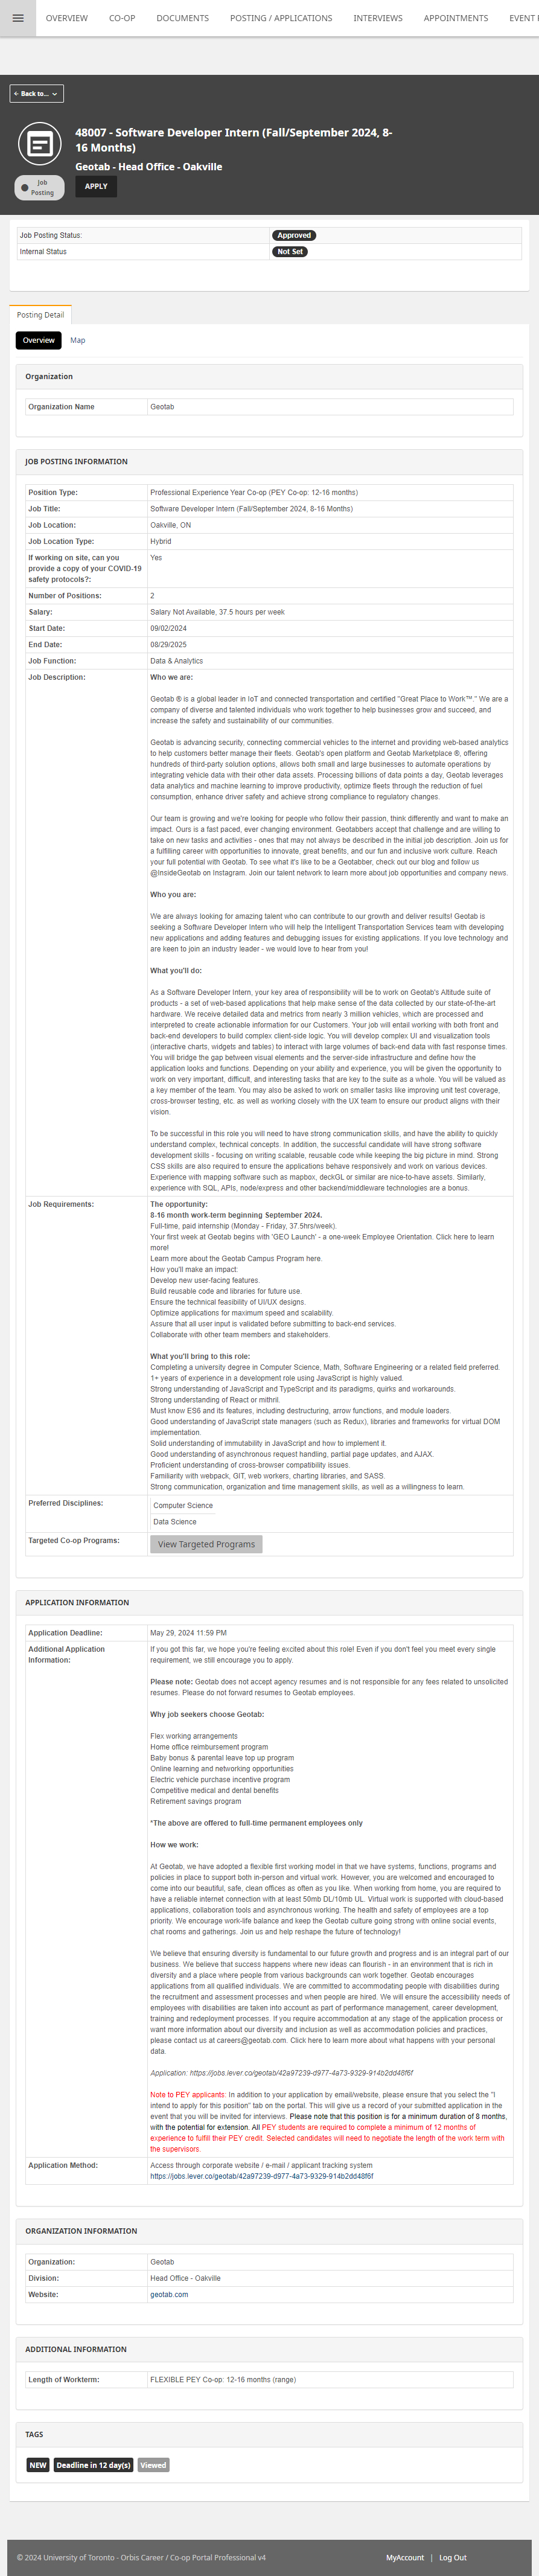 OVERVIEW CO-OP DOCUMENTS POSTING / APPLICATIONS INTERVIEWS APPOINTMENTS EVENT
← Back to...
48007 - Software Developer Intern (Fall/September 2024, 8-
16 Months)
Geotab - Head Office - Oakville
Job
Posting
APPLY
Job Posting Status: Approved
Internal Status Not Set
Posting Detail
Overview Map
Organization
Organization Name Geotab
JOB POSTING INFORMATION
Position Type: Professional Experience Year Co-op (PEY Co-op: 12-16 months)
Job Title: Software Developer Intern (Fall/September 2024, 8-16 Months)
Job Location: Oakville, ON
Job Location Type: Hybrid
If working on site, can you Yes
provide a copy of your COVID-19
safety protocols?:
Number of Positions: 2
Salary: Salary Not Available, 37.5 hours per week
Start Date: 09/02/2024
End Date: 08/29/2025
Job Function: Data & Analytics
Job Description: Who we are:
Geotab ® is a global leader in IoT and connected transportation and certified "Great Place to Work™." We are a
company of diverse and talented individuals who work together to help businesses grow and succeed, and
increase the safety and sustainability of our communities.
Geotab is advancing security, connecting commercial vehicles to the internet and providing web-based analytics
to help customers better manage their fleets. Geotab's open platform and Geotab Marketplace ®, offering
hundreds of third-party solution options, allows both small and large businesses to automate operations by
integrating vehicle data with their other data assets. Processing billions of data points a day, Geotab leverages
data analytics and machine learning to improve productivity, optimize fleets through the reduction of fuel
consumption, enhance driver safety and achieve strong compliance to regulatory changes.
Our team is growing and we're looking for people who follow their passion, think differently and want to make an
impact. Ours is a fast paced, ever changing environment. Geotabbers accept that challenge and are willing to
take on new tasks and activities - ones that may not always be described in the initial job description. Join us for
a fulfilling career with opportunities to innovate, great benefits, and our fun and inclusive work culture. Reach
your full potential with Geotab. To see what it's like to be a Geotabber, check out our blog and follow us
@InsideGeotab on Instagram. Join our talent network to learn more about job opportunities and company news.
Who you are:
We are always looking for amazing talent who can contribute to our growth and deliver results! Geotab is
seeking a Software Developer Intern who will help the Intelligent Transportation Services team with developing
new applications and adding features and debugging issues for existing applications. If you love technology and
are keen to join an industry leader - we would love to hear from you!
What you'll do:
As a Software Developer Intern, your key area of responsibility will be to work on Geotab's Altitude suite of
products - a set of web-based applications that help make sense of the data collected by our state-of-the-art
hardware. We receive detailed data and metrics from nearly 3 million vehicles, which are processed and
interpreted to create actionable information for our Customers. Your job will entail working with both front and
back-end developers to build complex client-side logic. You will develop complex UI and visualization tools
(interactive charts, widgets and tables) to interact with large volumes of back-end data with fast response times.
You will bridge the gap between visual elements and the server-side infrastructure and define how the
application looks and functions. Depending on your ability and experience, you will be given the opportunity to
work on very important, difficult, and interesting tasks that are key to the suite as a whole. You will be valued as
a key member of the team. You may also be asked to work on smaller tasks like improving unit test coverage,
cross-browser testing, etc. as well as working closely with the UX team to ensure our product aligns with their
vision.
To be successful in this role you will need to have strong communication skills, and have the ability to quickly
understand complex, technical concepts. In addition, the successful candidate will have strong software
development skills - focusing on writing scalable, reusable code while keeping the big picture in mind. Strong
CSS skills are also required to ensure the applications behave responsively and work on various devices.
Experience with mapping software such as mapbox, deckGL or similar are nice-to-have assets. Similarly,
experience with SQL, APIs, node/express and other backend/middleware technologies are a bonus.
Job Requirements: The opportunity:
8-16 month work-term beginning September 2024.
Full-time, paid internship (Monday - Friday, 37.5hrs/week).
Your first week at Geotab begins with 'GEO Launch' - a one-week Employee Orientation. Click here to learn
more!
Learn more about the Geotab Campus Program here.
How you'll make an impact:
Develop new user-facing features.
Build reusable code and libraries for future use.
Ensure the technical feasibility of UI/UX designs.
Optimize applications for maximum speed and scalability.
Assure that all user input is validated before submitting to back-end services.
Collaborate with other team members and stakeholders.
What you'll bring to this role:
Completing a university degree in Computer Science, Math, Software Engineering or a related field preferred.
1+ years of experience in a development role using JavaScript is highly valued.
Strong understanding of JavaScript and TypeScript and its paradigms, quirks and workarounds.
Strong understanding of React or mithril.
Must know ES6 and its features, including destructuring, arrow functions, and module loaders.
Good understanding of JavaScript state managers (such as Redux), libraries and frameworks for virtual DOM
implementation.
Solid understanding of immutability in JavaScript and how to implement it.
Good understanding of asynchronous request handling, partial page updates, and AJAX.
Proficient understanding of cross-browser compatibility issues.
Familiarity with webpack, GIT, web workers, charting libraries, and SASS.
Strong communication, organization and time management skills, as well as a willingness to learn.
Preferred Disciplines: Computer Science
Data Science
Targeted Co-op Programs: View Targeted Programs
APPLICATION INFORMATION
Application Deadline: May 29, 2024 11:59 PM
Additional Application If you got this far, we hope you're feeling excited about this role! Even if you don't feel you meet every single
Information: requirement, we still encourage you to apply.
Please note: Geotab does not accept agency resumes and is not responsible for any fees related to unsolicited
resumes. Please do not forward resumes to Geotab employees.
Why job seekers choose Geotab:
Flex working arrangements
Home office reimbursement program
Baby bonus & parental leave top up program
Online learning and networking opportunities
Electric vehicle purchase incentive program
Competitive medical and dental benefits
Retirement savings program
*The above are offered to full-time permanent employees only
How we work:
At Geotab, we have adopted a flexible first working model in that we have systems, functions, programs and
policies in place to support both in-person and virtual work. However, you are welcomed and encouraged to
come into our beautiful, safe, clean offices as often as you like. When working from home, you are required to
have a reliable internet connection with at least 50mb DL/10mb UL. Virtual work is supported with cloud-based
applications, collaboration tools and asynchronous working. The health and safety of employees are a top
priority. We encourage work-life balance and keep the Geotab culture going strong with online social events,
chat rooms and gatherings. Join us and help reshape the future of technology!
We believe that ensuring diversity is fundamental to our future growth and progress and is an integral part of our
business. We believe that success happens where new ideas can flourish - in an environment that is rich in
diversity and a place where people from various backgrounds can work together. Geotab encourages
applications from all qualified individuals. We are committed to accommodating people with disabilities during
the recruitment and assessment processes and when people are hired. We will ensure the accessibility needs of
employees with disabilities are taken into account as part of performance management, career development,
training and redeployment processes. If you require accommodation at any stage of the application process or
want more information about our diversity and inclusion as well as accommodation policies and practices,
please contact us at careers@geotab.com. Click here to learn more about what happens with your personal
data.
Application: https://jobs.lever.co/geotab/42a97239-d977-4a73-9329-914b2dd48f6f
Note to PEY applicants: In addition to your application by email/website, please ensure that you select the "I
intend to apply for this position" tab on the portal. This will give us a record of your submitted application in the
event that you will be invited for interviews. Please note that this position is for a minimum duration of 8 months,
with the potential for extension. All PEY students are required to complete a minimum of 12 months of
experience to fulfill their PEY credit. Selected candidates will need to negotiate the length of the work term with
the supervisors.
Application Method: Access through corporate website / e-mail / applicant tracking system
https://jobs.lever.co/geotab/42a97239-d977-4a73-9329-914b2dd48f6f
ORGANIZATION INFORMATION
Organization: Geotab
Division: Head Office - Oakville
Website: geotab.com
ADDITIONAL INFORMATION
Length of Workterm: FLEXIBLE PEY Co-op: 12-16 months (range)
TAGS
NEW Deadline in 12 day(s) Viewed
© 2024 University of Toronto - Orbis Career / Co-op Portal Professional v4 MyAccount | Log Out